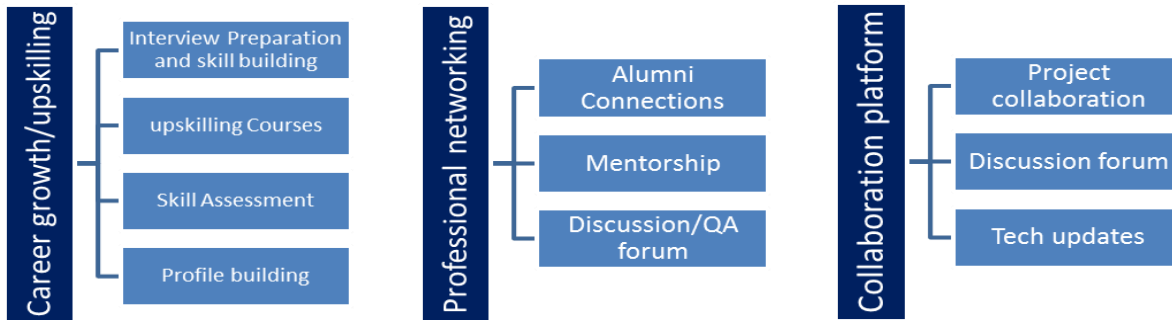 Career growth/upskilling
Interview Preparation
and skill building
upskilling Courses
Skill Assessment
Profile building
Professional networking
Alumni
Connections
Mentorship
Discussion/QA
forum
Collaboration platform
Project
collaboration
Discussion forum
Tech updates